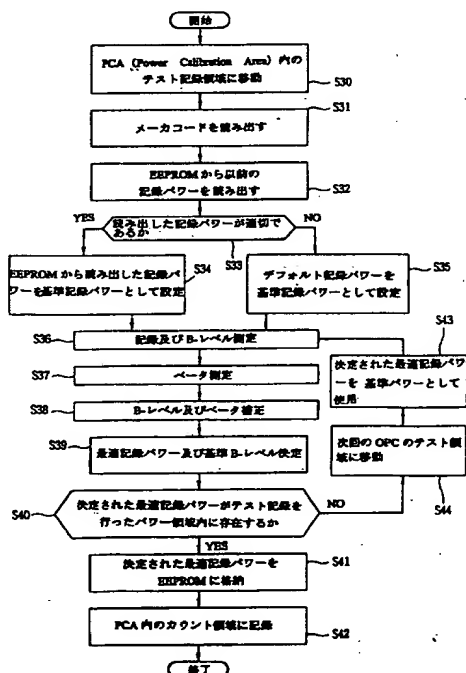 開始
PCA（Power Calibration Area）内の
テスト記録領域に移動
S30
S31
メーカコードを読み出す
EEPROMから以前の
記録パワーを読み出す
S32
YES
読み出した記録パワーが適切で
あるか
NO
S33
S34
EEPROMから読み出した記録パ
ワーを基準記録パワーとして設定
S35
デフォルト記録パワーを
基準記録パワーとして設定
S36
記録及びB-レベル測定
S43
決定された最適記録パワ
ーを 基準パワーとして
使用
S37
ベータ測定
S38
B-レベル及びベータ補正
S39
最適記録パワー及び基準B-レベル決定
次回のOPCのテスト領
域に移動
S44
S40
決定された最適記録パワーがテスト記録を
行ったパワー領域内に存在するか
NO
YES
決定された最適記録パワーを
EEPROMに格納
S41
PCA内のカウント領域に記録
S42
終了